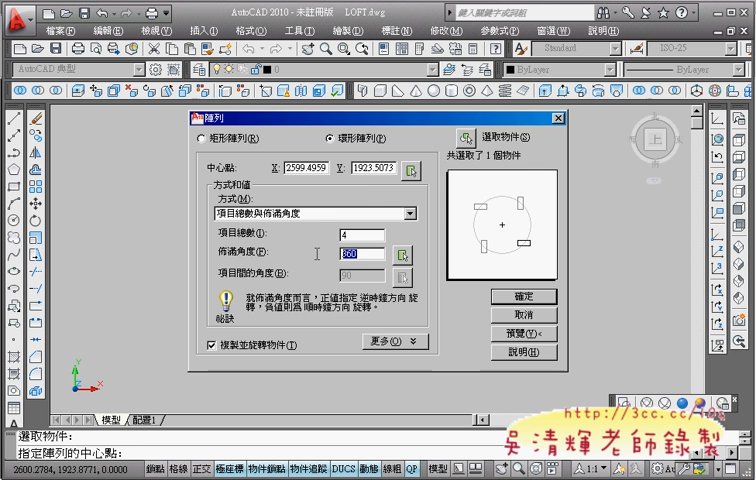 AutoCAD 2010 - 未註冊版 LOFT.dwg
鍵入關鍵字或詞組
檔案(F) 編輯(E) 檢視(V) 插入(I) 格式(O) 工具(T) 繪製(D) 標註(N) 修改(M) 參數式(P) 視窗(W) 說明(H)
Standard ISO-25
AutoCAD 典型 0 ByLayer ByLayer
陣列
矩形陣列(R) 環形陣列(P) 選取物件(S)
共選取了 1 個物件
中心點: X: 2599.4959 Y: 1923.5073
方式和值
方式(M):
項目總數與佈滿角度
項目總數(I): 4
佈滿角度(F): 360
項目間的角度(B): 90
就佈滿角度而言，正值指定 逆時鐘方向 旋
轉，負值則為 順時鐘方向 旋轉。
祕訣
複製並旋轉物件(T) 更多(O)
確定
取消
預覽(V)<
說明(H)
上
Y
X
模型 配置1
http://3cc.cc/10q
吳清輝老師錄製
選取物件:
指定陣列的中心點:
2600.2784, 1923.8771, 0.0000 鎖點 格線 正交 極座標 物件鎖點 物件追蹤 DUCS 動態 線粗 QP 模型 1:1